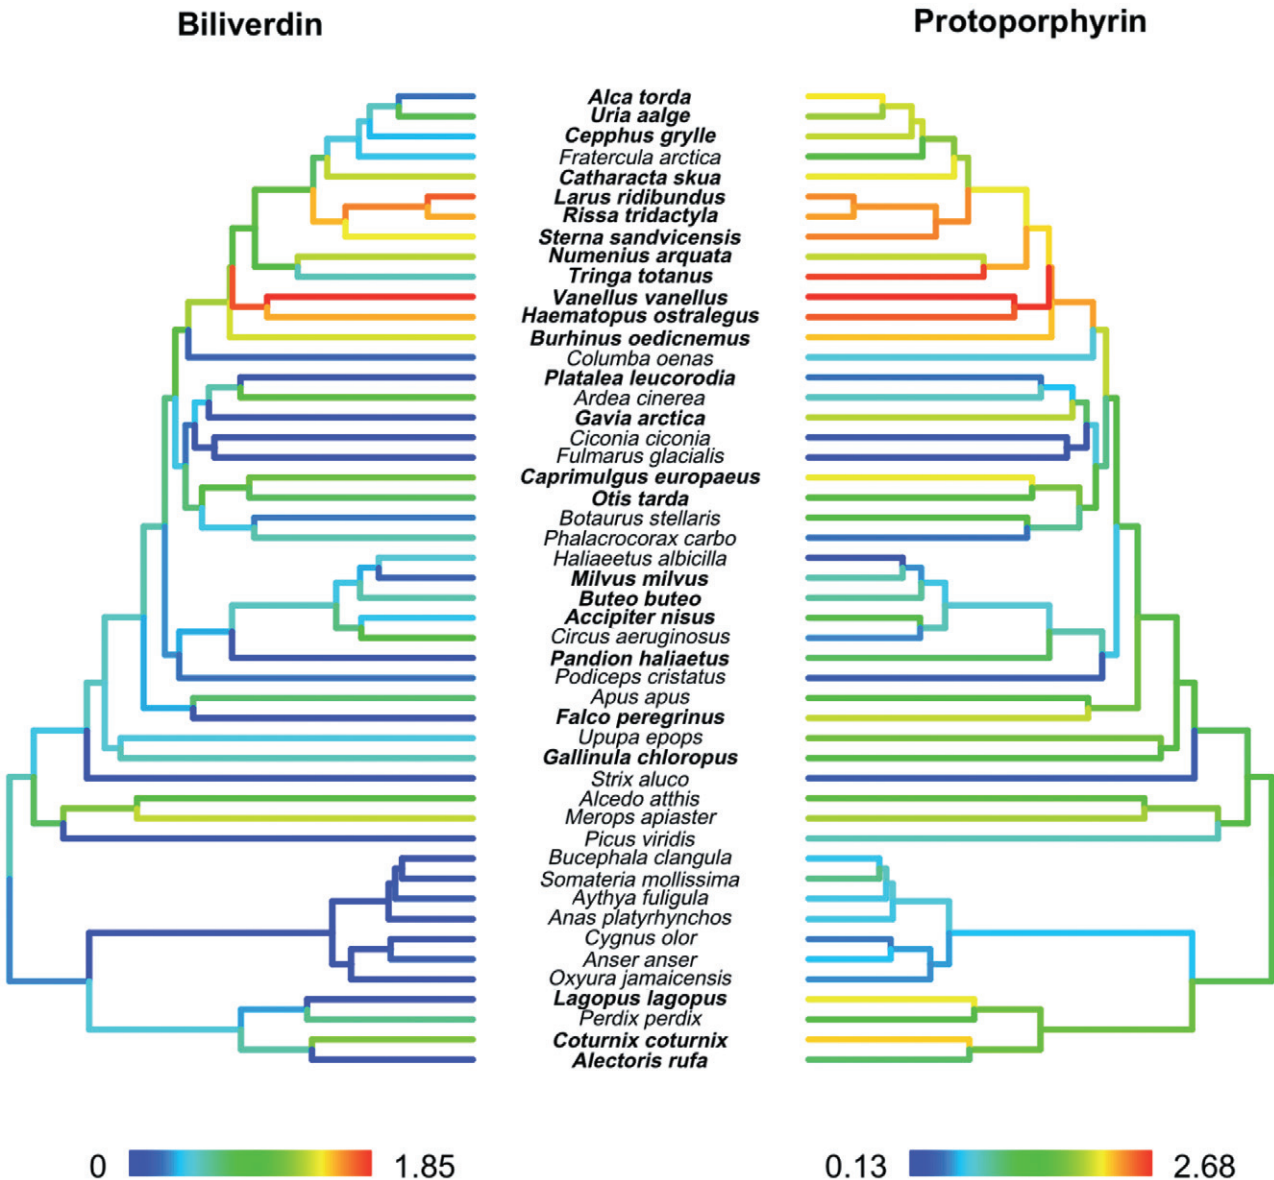 Biliverdin
Protoporphyrin
Alca torda
Uria aalge
Cepphus grylle
Fratercula arctica
Catharacta skua
Larus ridibundus
Rissa tridactyla
Sterna sandvicensis
Numenius arquata
Tringa totanus
Vanellus vanellus
Haematopus ostralegus
Burhinus oedicnemus
Columba oenas
Platalea leucorodia
Ardea cinerea
Gavia arctica
Ciconia ciconia
Fulmarus glacialis
Caprimulgus europaeus
Otis tarda
Botaurus stellaris
Phalacrocorax carbo
Haliaeetus albicilla
Milvus milvus
Buteo buteo
Accipiter nisus
Circus aeruginosus
Pandion haliaetus
Podiceps cristatus
Apus apus
Falco peregrinus
Upupa epops
Gallinula chloropus
Strix aluco
Alcedo atthis
Merops apiaster
Picus viridis
Bucephala clangula
Somateria mollissima
Aythya fuligula
Anas platyrhynchos
Cygnus olor
Anser anser
Oxyura jamaicensis
Lagopus lagopus
Perdix perdix
Coturnix coturnix
Alectoris rufa
0 1.85
0.13 2.68